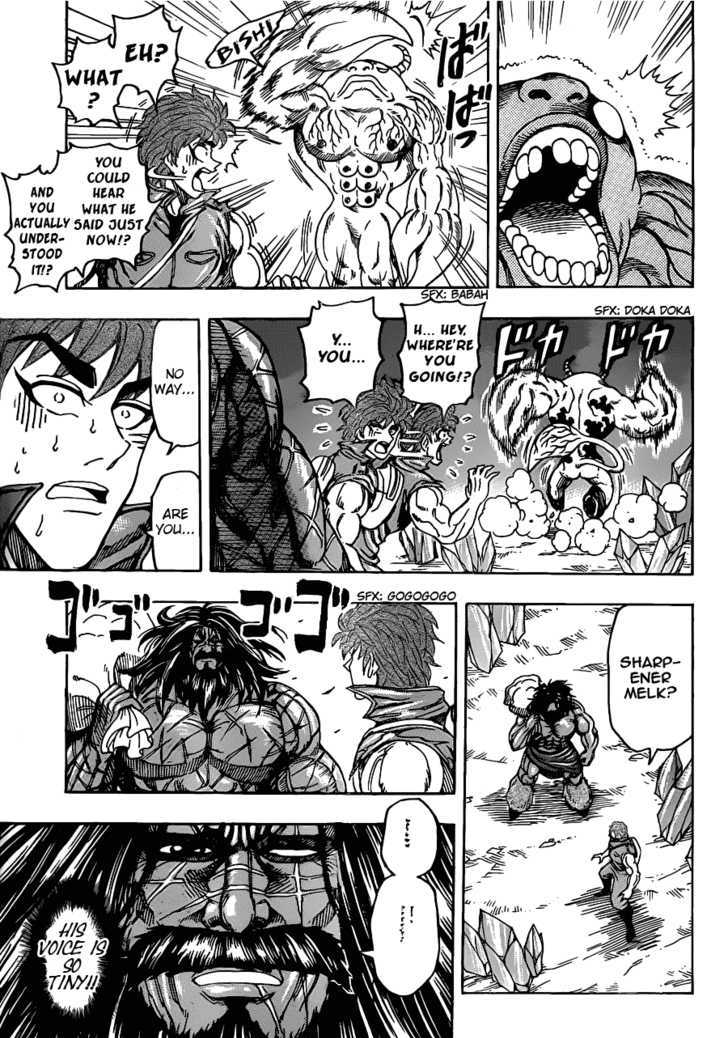 ばばっ
BISHI
EH?
WHAT
?
YOU
COULD
HEAR
WHAT HE
SAID JUST
NOW!?
AND
YOU
ACTUALLY
UNDER-
STOOD
IT!?
SFX: BABAH
SFX: DOKA DOKA
ドカ
ドカ
H... HEY,
WHERE'RE
YOU
GOING!?
Y...
YOU...
NO
WAY...
ARE
YOU...
SHARP-
ENER
MELK?
SFX: GOGOGOGO
ゴゴ
ゴゴ
HIS
VOICE IS
SO
TINY!!